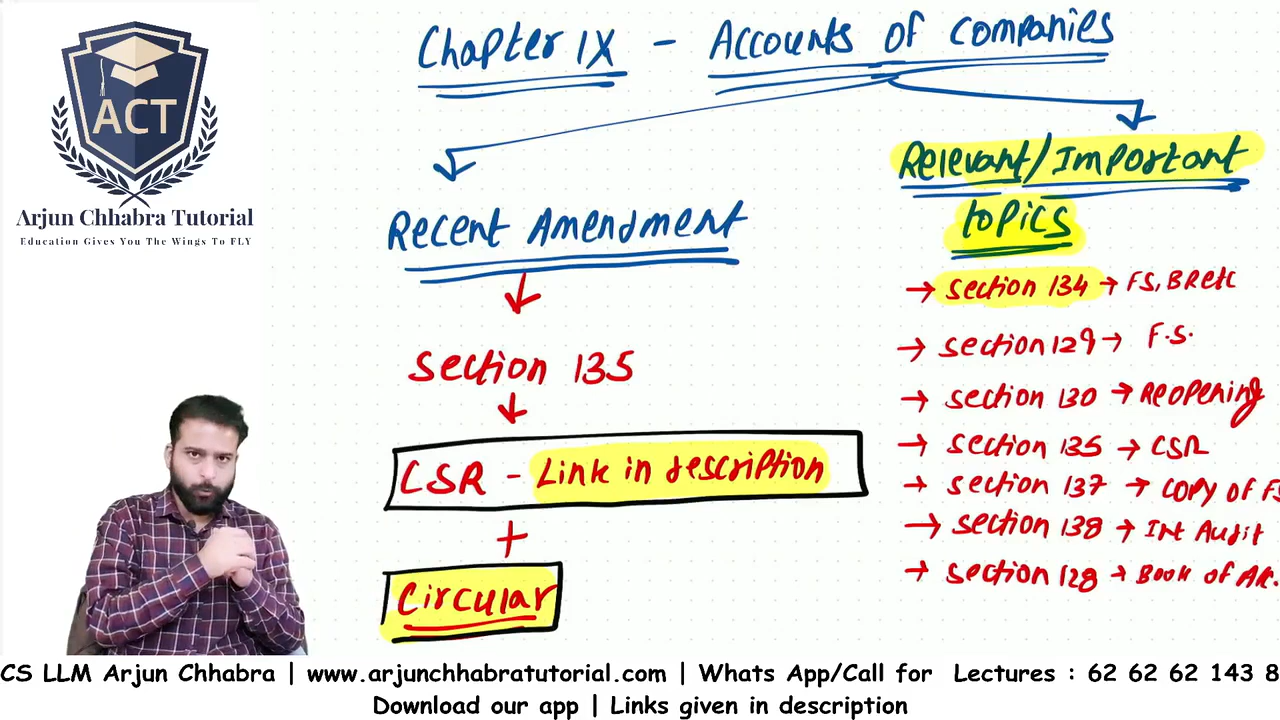 Chapter IX - Accounts of companies
ACT
Arjun Chhabra Tutorial
Education Gives You The Wings To FLY
Recent Amendment
Section 135
CSR - Link in description
+
Circular
Relevant/Important
topics
→ section 134 → FS, BR etc
→ section 129 → F.S.
→ section 130 → Reopening
→ section 135 → CSR
→ section 137 → COPY of FS
→ section 138 → Int Audit
→ section 128 → Book of A/c.
CS LLM Arjun Chhabra | www.arjunchhabratutorial.com | Whats App/Call for Lectures : 62 62 62 143 8
Download our app | Links given in description